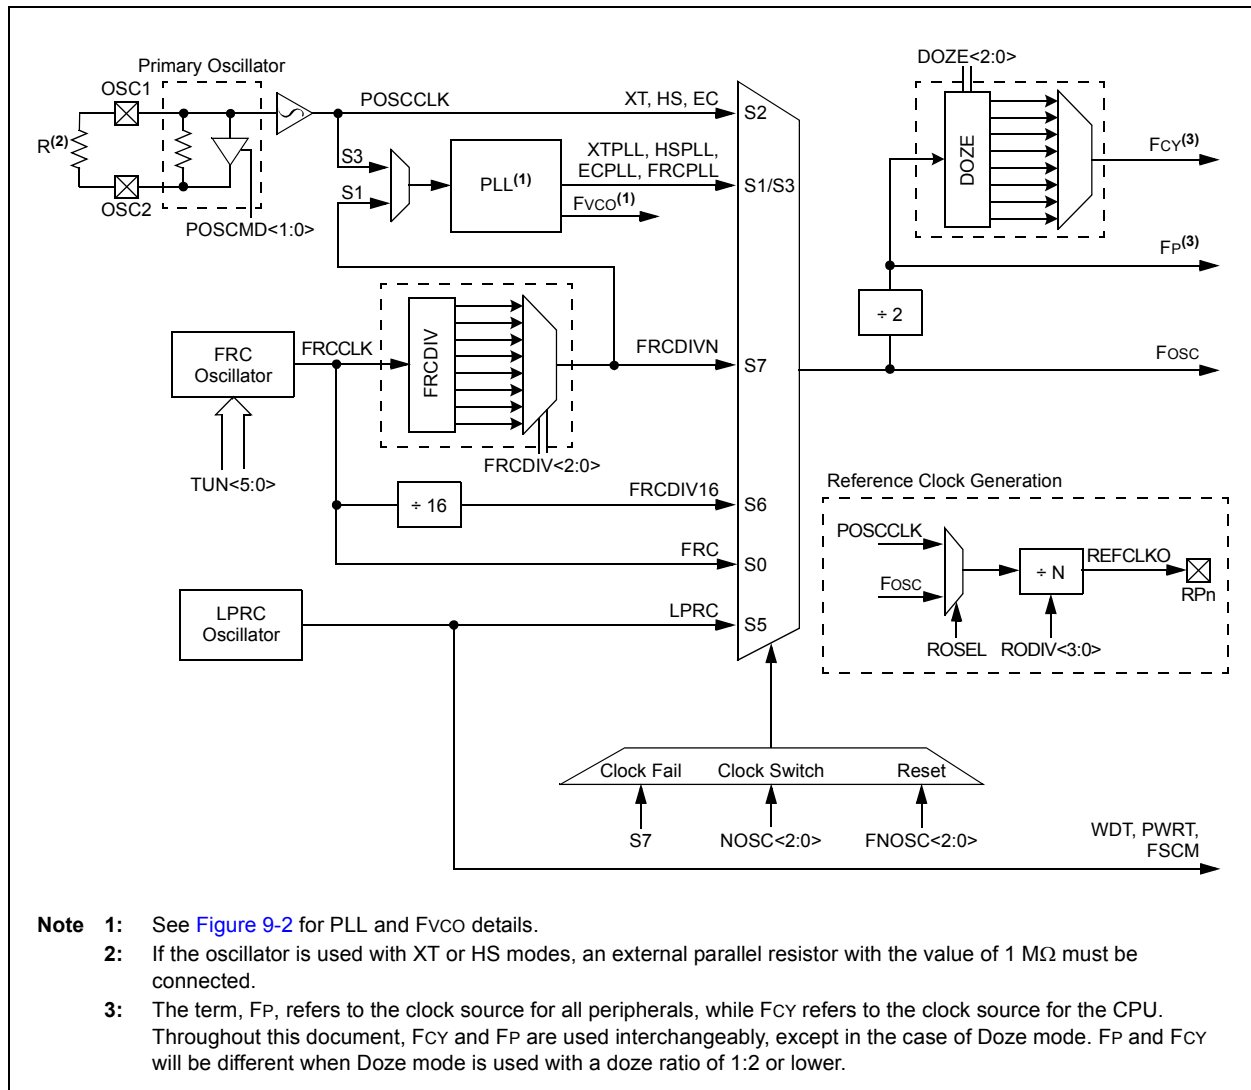 DOZE<2:0>
Primary Oscillator
OSC1
POSCCLK
XT, HS, EC
S2
R(2)
S3
XTPLL, HSPLL,
ECPLL, FRCPLL
S1/S3
PLL(1)
DOZE
FCY(3)
OSC2
S1
FVCO(1)
POSCMD<1:0>
FP(3)
÷ 2
FRC
Oscillator
FRCCLK
FRCDIV
FRCDIVN
S7
FOSC
TUN<5:0>
FRCDIV<2:0>
÷ 16
FRCDIV16
S6
Reference Clock Generation
POSCCLK
FRC
S0
÷ N
REFCLKO
FOSC
RPn
LPRC
Oscillator
LPRC
S5
ROSEL
RODIV<3:0>
Clock Fail
Clock Switch
Reset
S7
NOSC<2:0>
FNOSC<2:0>
WDT, PWRT,
FSCM
Note 1: See Figure 9-2 for PLL and FVCO details.
2: If the oscillator is used with XT or HS modes, an external parallel resistor with the value of 1 MΩ must be
connected.
3: The term, FP, refers to the clock source for all peripherals, while FCY refers to the clock source for the CPU.
Throughout this document, FCY and FP are used interchangeably, except in the case of Doze mode. FP and FCY
will be different when Doze mode is used with a doze ratio of 1:2 or lower.